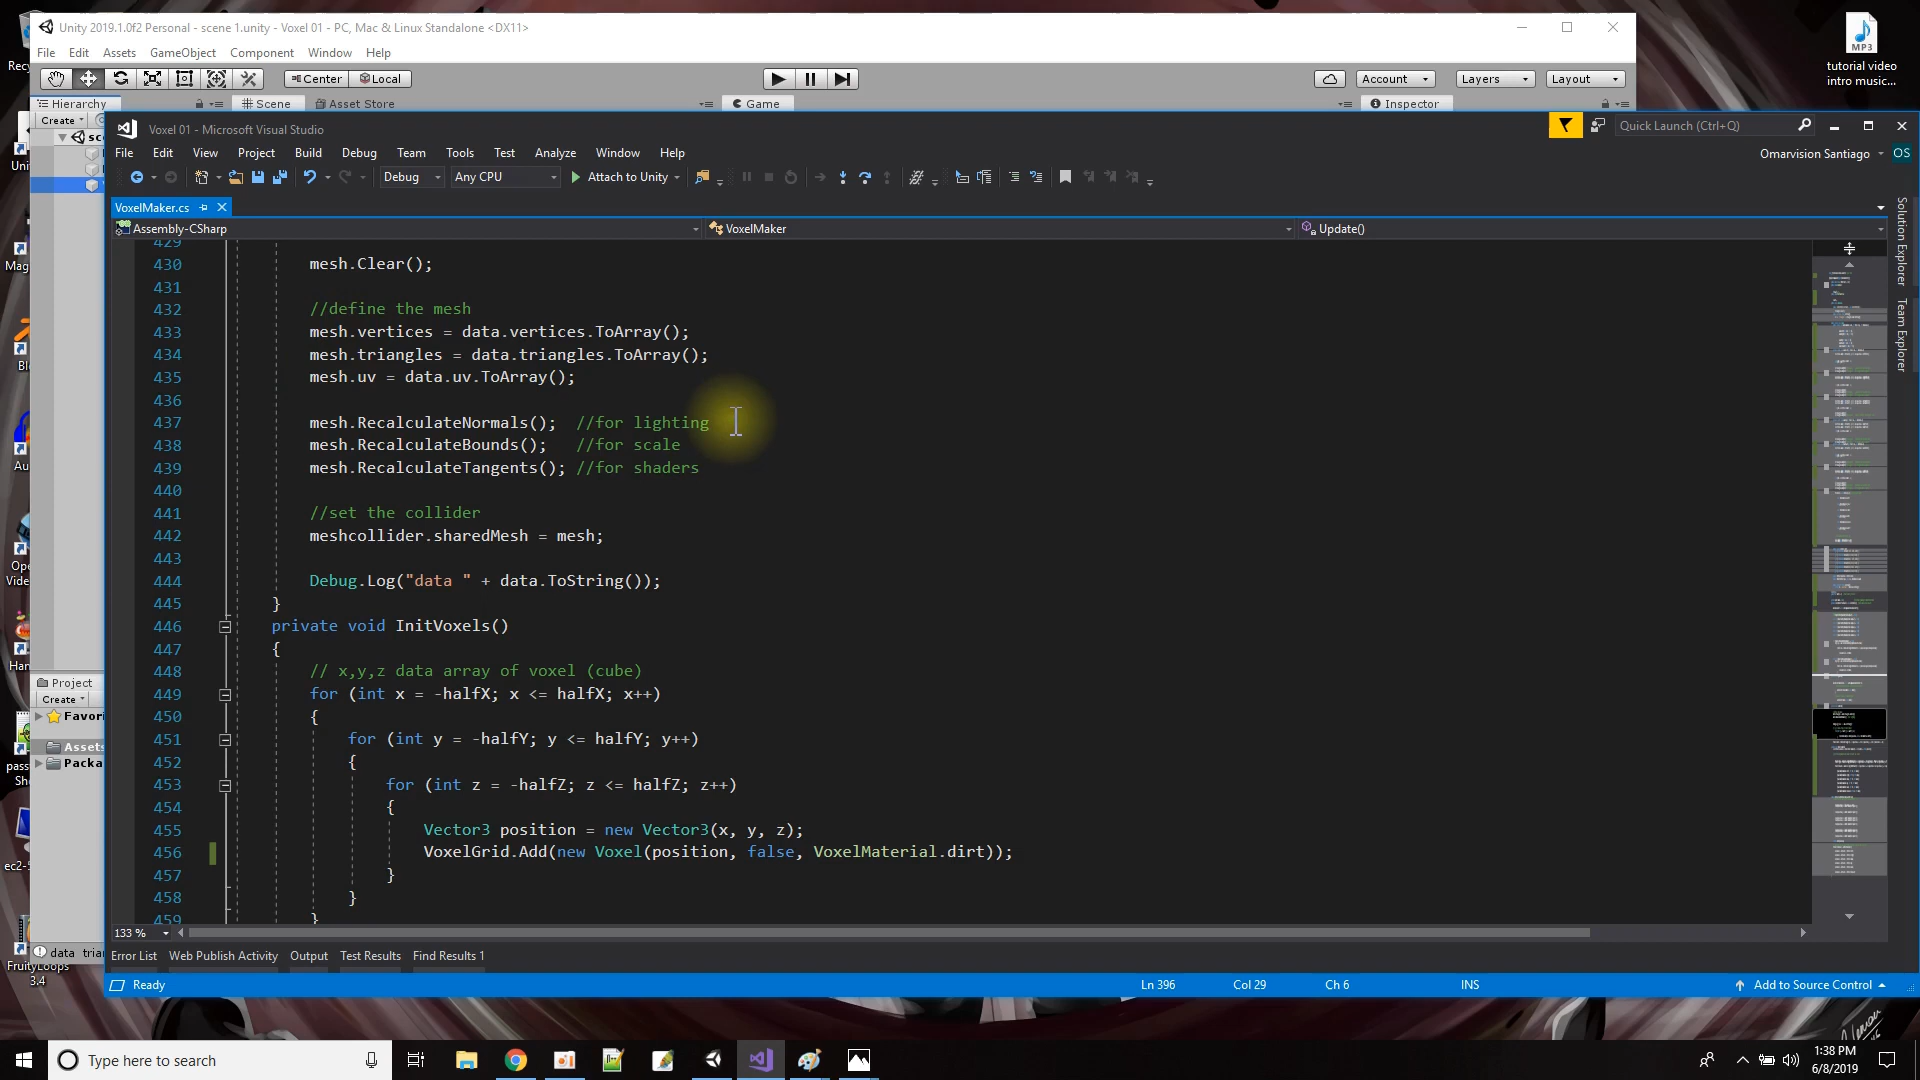 Unity 2019.1.0f2 Personal - scene 1.unity - Voxel 01 - PC, Mac & Linux Standalone <DX11>
File Edit Assets GameObject Component Window Help
Center Local Account Layers Layout
Hierarchy Scene Asset Store Game Inspector
Create
MP3
tutorial video
intro music...
Voxel 01 - Microsoft Visual Studio
Quick Launch (Ctrl+Q)
File Edit View Project Build Debug Team Tools Test Analyze Window Help
Omarvision Santiago OS
Debug Any CPU Attach to Unity
VoxelMaker.cs
Assembly-CSharp VoxelMaker Update()
Solution Explorer
Team Explorer
429
430 mesh.Clear();
431
432 //define the mesh
433 mesh.vertices = data.vertices.ToArray();
434 mesh.triangles = data.triangles.ToArray();
435 mesh.uv = data.uv.ToArray();
436
437 mesh.RecalculateNormals(); //for lighting
438 mesh.RecalculateBounds(); //for scale
439 mesh.RecalculateTangents(); //for shaders
440
441 //set the collider
442 meshcollider.sharedMesh = mesh;
443
444 Debug.Log("data " + data.ToString());
445 }
446 private void InitVoxels()
447 {
448 // x,y,z data array of voxel (cube)
449 for (int x = -halfX; x <= halfX; x++)
450 {
451 for (int y = -halfY; y <= halfY; y++)
452 {
453 for (int z = -halfZ; z <= halfZ; z++)
454 {
455 Vector3 position = new Vector3(x, y, z);
456 VoxelGrid.Add(new Voxel(position, false, VoxelMaterial.dirt));
457 }
458 }
459 }
133 %
Error List Web Publish Activity Output Test Results Find Results 1
Ready Ln 396 Col 29 Ch 6 INS Add to Source Control
Project
Create
Favori
Assets
Packa
data trian
FruityLoops
3.4
Type here to search
1:38 PM
6/8/2019